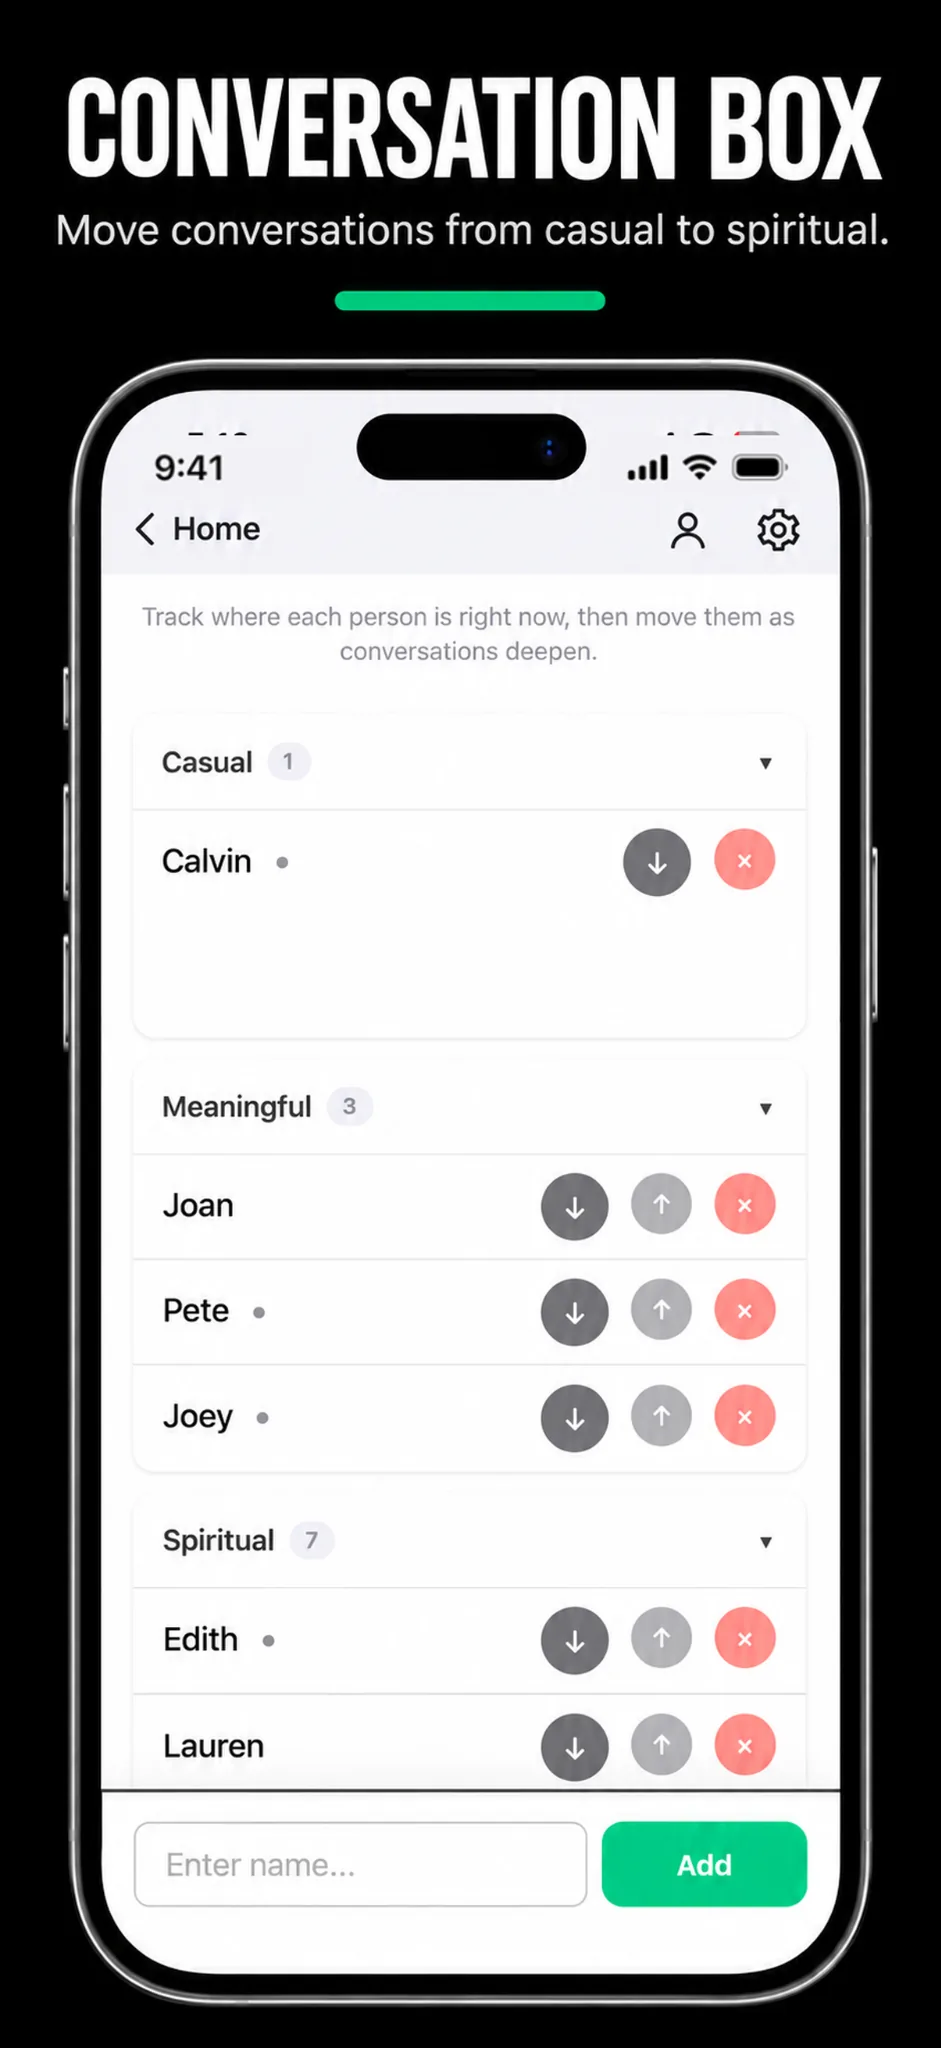 CONVERSATION BOX
Move conversations from casual to spiritual.
9:41
Home
Track where each person is right now, then move them as
conversations deepen.
Casual 1
Calvin
Meaningful 3
Joan
Pete
Joey
Spiritual 7
Edith
Lauren
Enter name...
Add